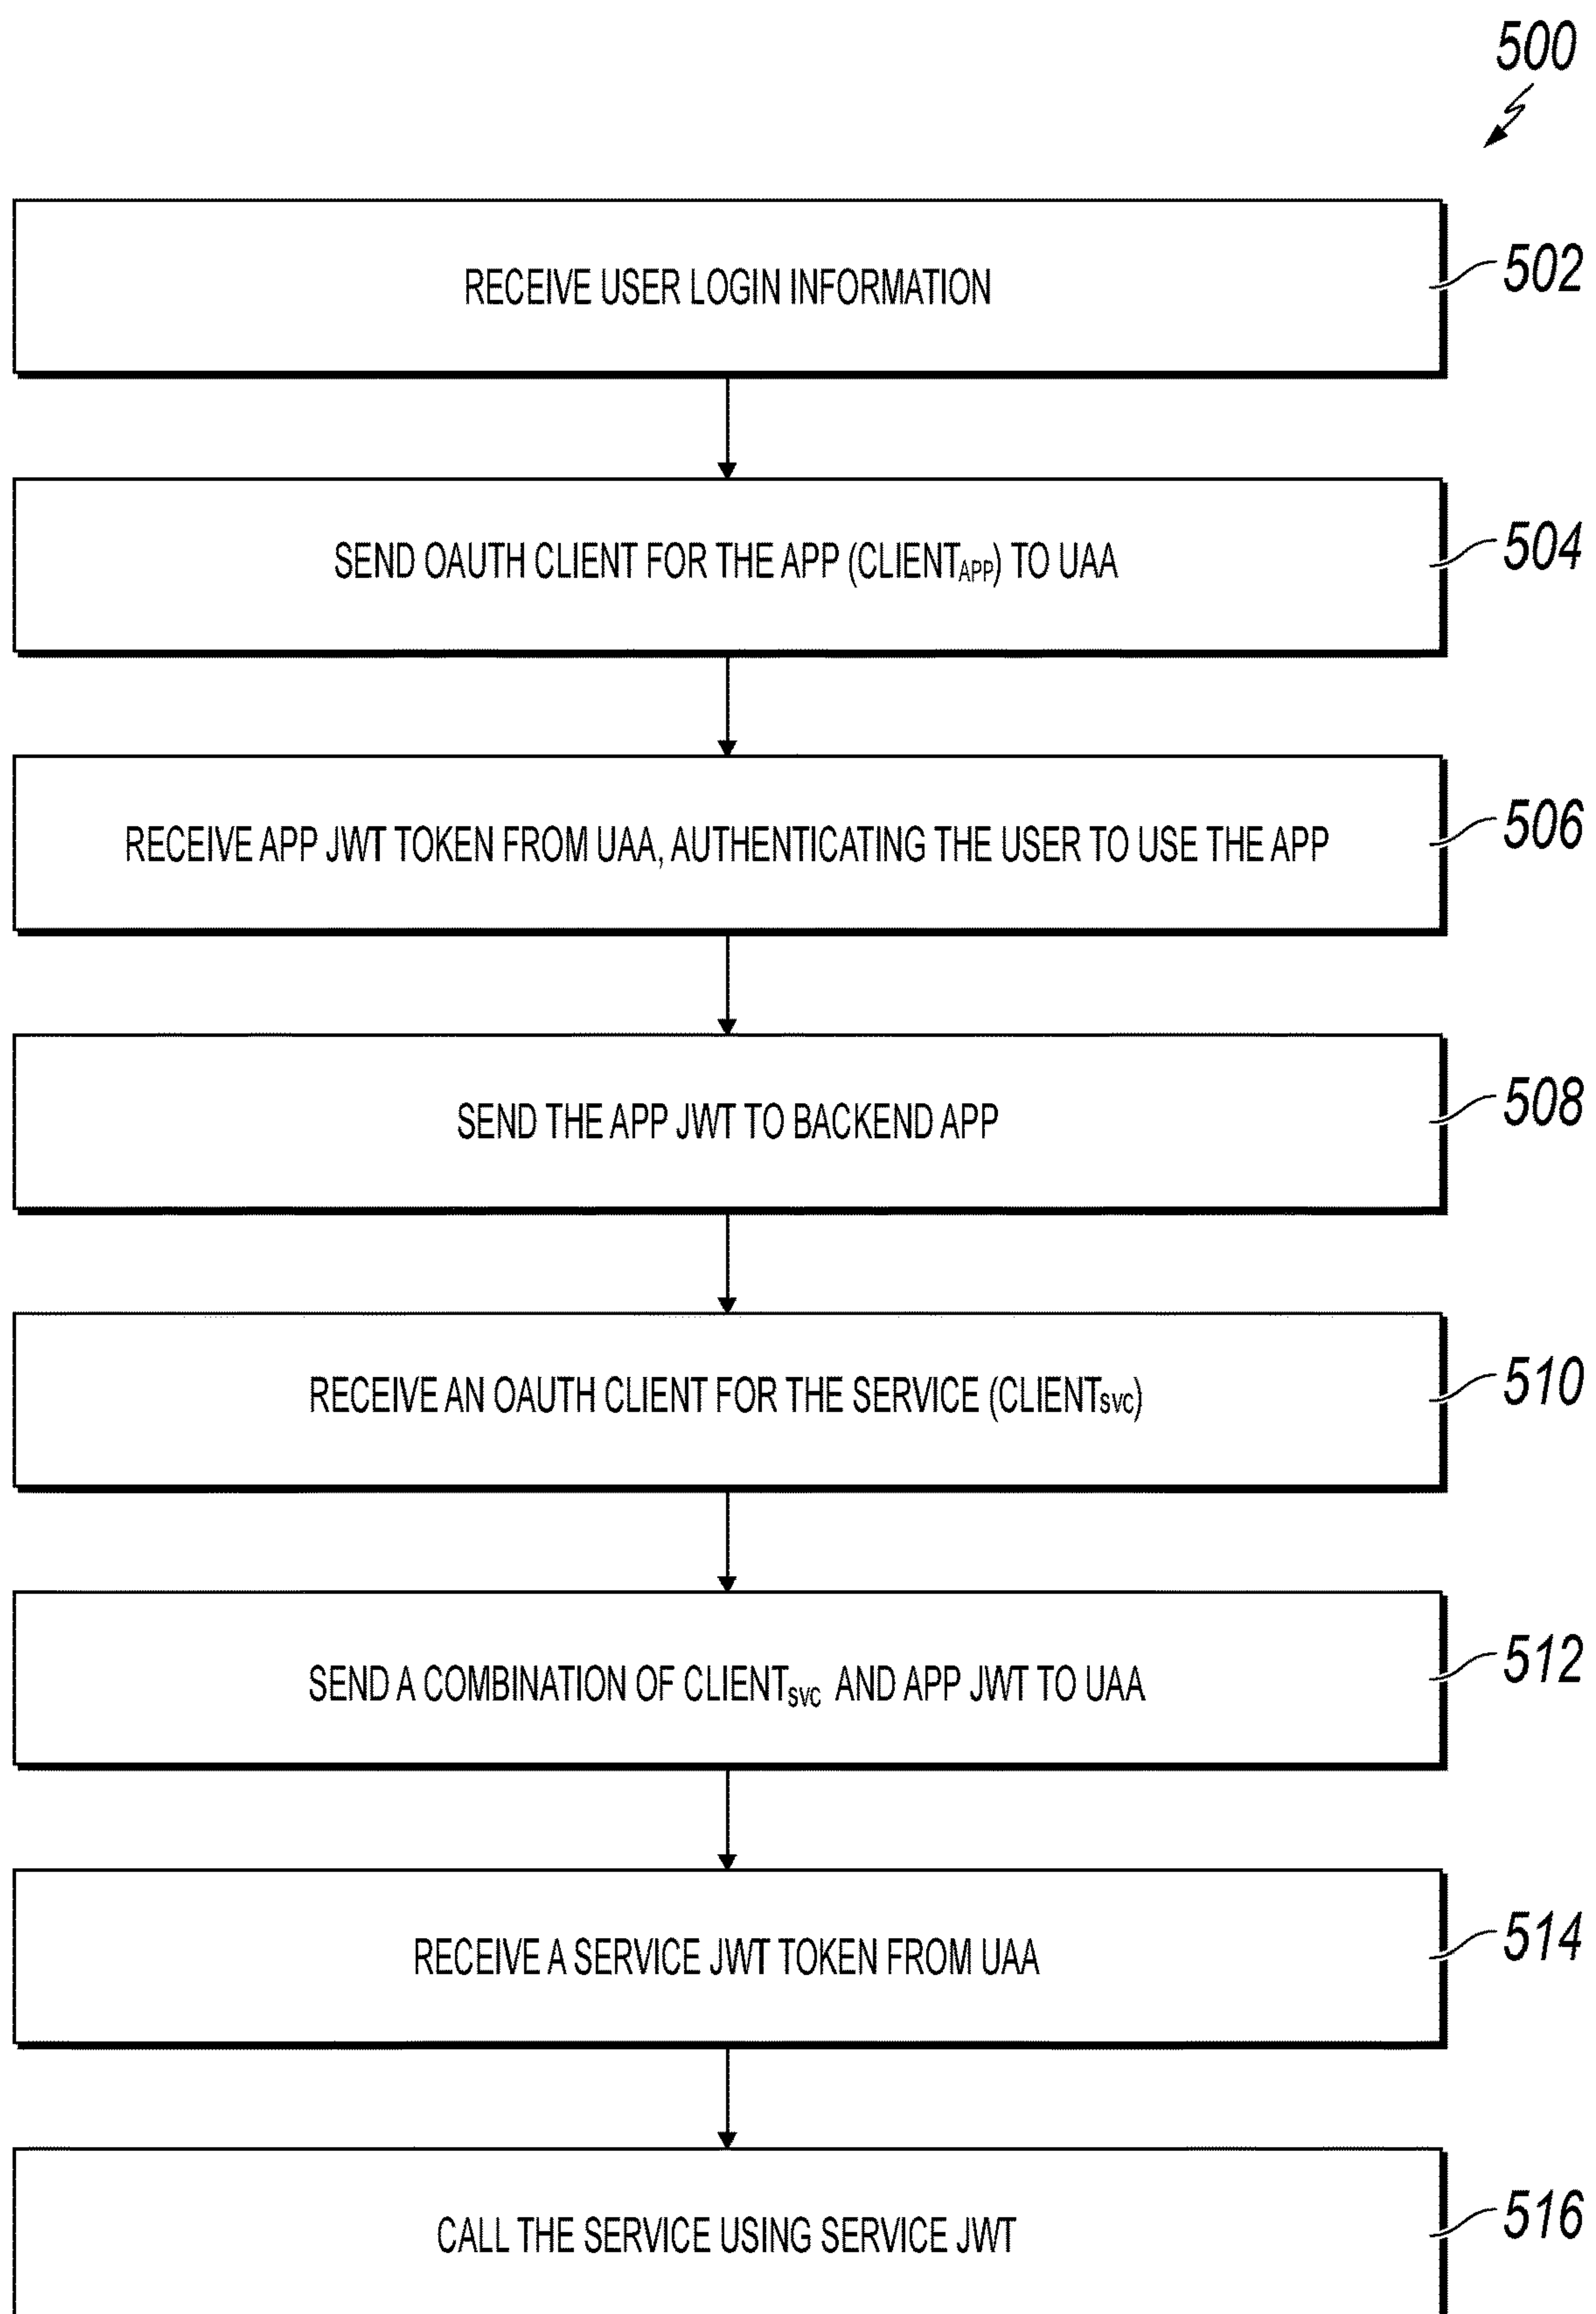 500
RECEIVE USER LOGIN INFORMATION
502
SEND OAUTH CLIENT FOR THE APP (CLIENTAPP) TO UAA
504
RECEIVE APP JWT TOKEN FROM UAA, AUTHENTICATING THE USER TO USE THE APP
506
SEND THE APP JWT TO BACKEND APP
508
RECEIVE AN OAUTH CLIENT FOR THE SERVICE (CLIENTSVC)
510
SEND A COMBINATION OF CLIENTSVC AND APP JWT TO UAA
512
RECEIVE A SERVICE JWT TOKEN FROM UAA
514
CALL THE SERVICE USING SERVICE JWT
516